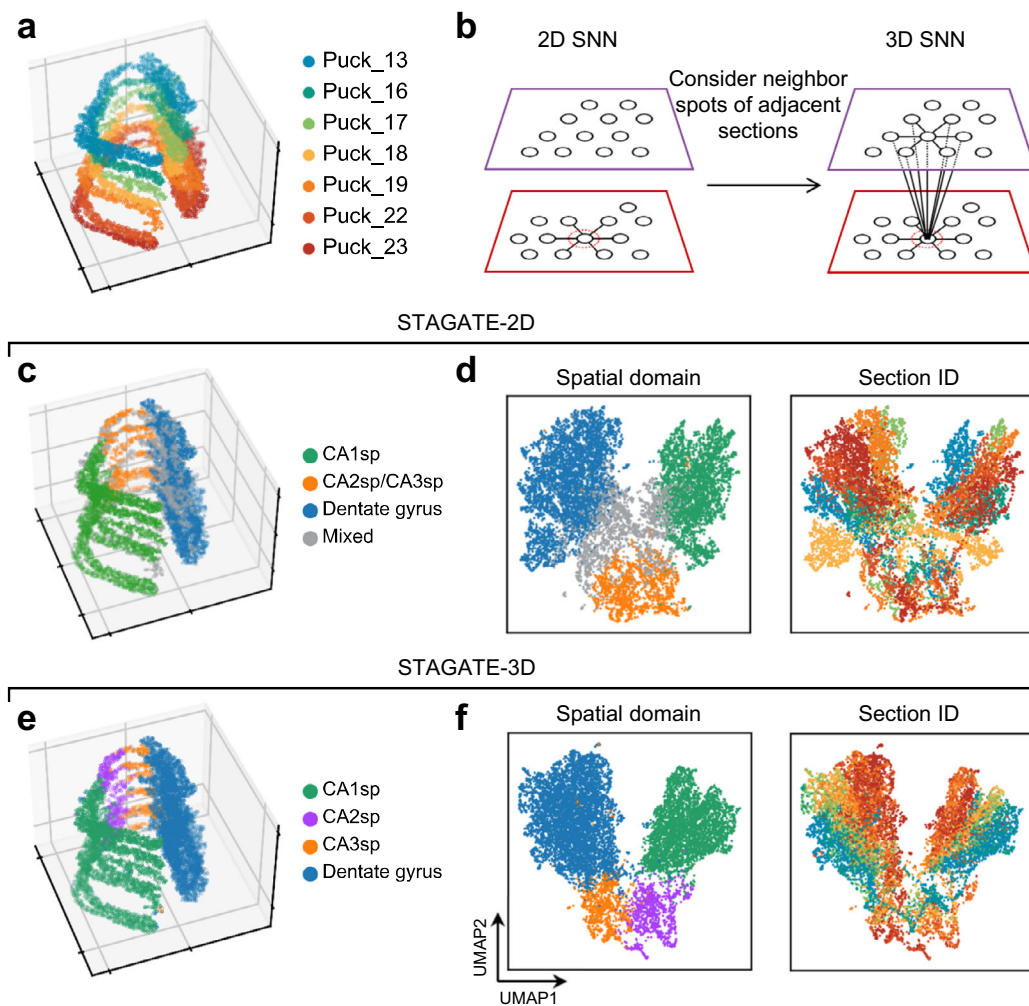 a
Puck_13
Puck_16
Puck_17
Puck_18
Puck_19
Puck_22
Puck_23
b
2D SNN
3D SNN
Consider neighbor
spots of adjacent
sections
STAGATE-2D
c
CA1sp
CA2sp/CA3sp
Dentate gyrus
Mixed
d
Spatial domain
Section ID
STAGATE-3D
e
CA1sp
CA2sp
CA3sp
Dentate gyrus
f
Spatial domain
Section ID
UMAP2
UMAP1